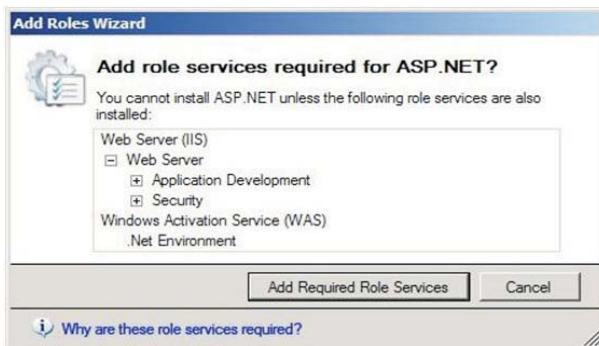 Add Roles Wizard
Add role services required for ASP.NET?
You cannot install ASP.NET unless the following role services are also
installed:
Web Server (IIS)
Web Server
Application Development
Security
Windows Activation Service (WAS)
.Net Environment
Add Required Role Services
Cancel
Why are these role services required?